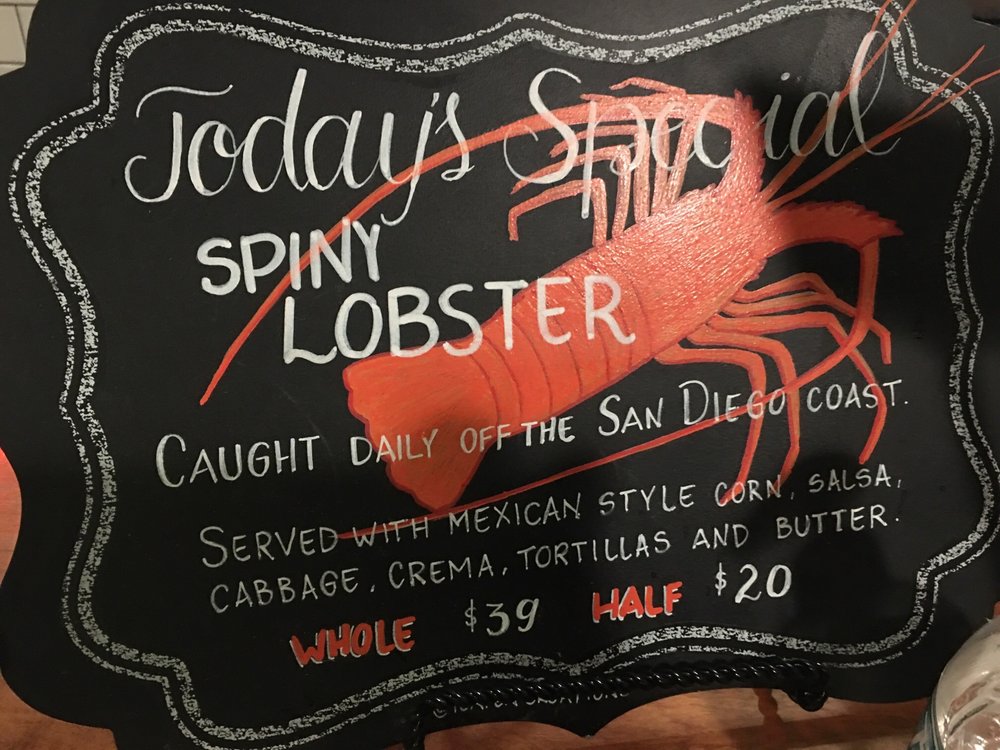 Today's Special
SPINY
LOBSTER
CAUGHT DAILY OFF THE SAN DIEGO COAST.
SERVED WITH MEXICAN STYLE CORN, SALSA,
CABBAGE, CREMA, TORTILLAS AND BUTTER.
WHOLE $39 HALF $20